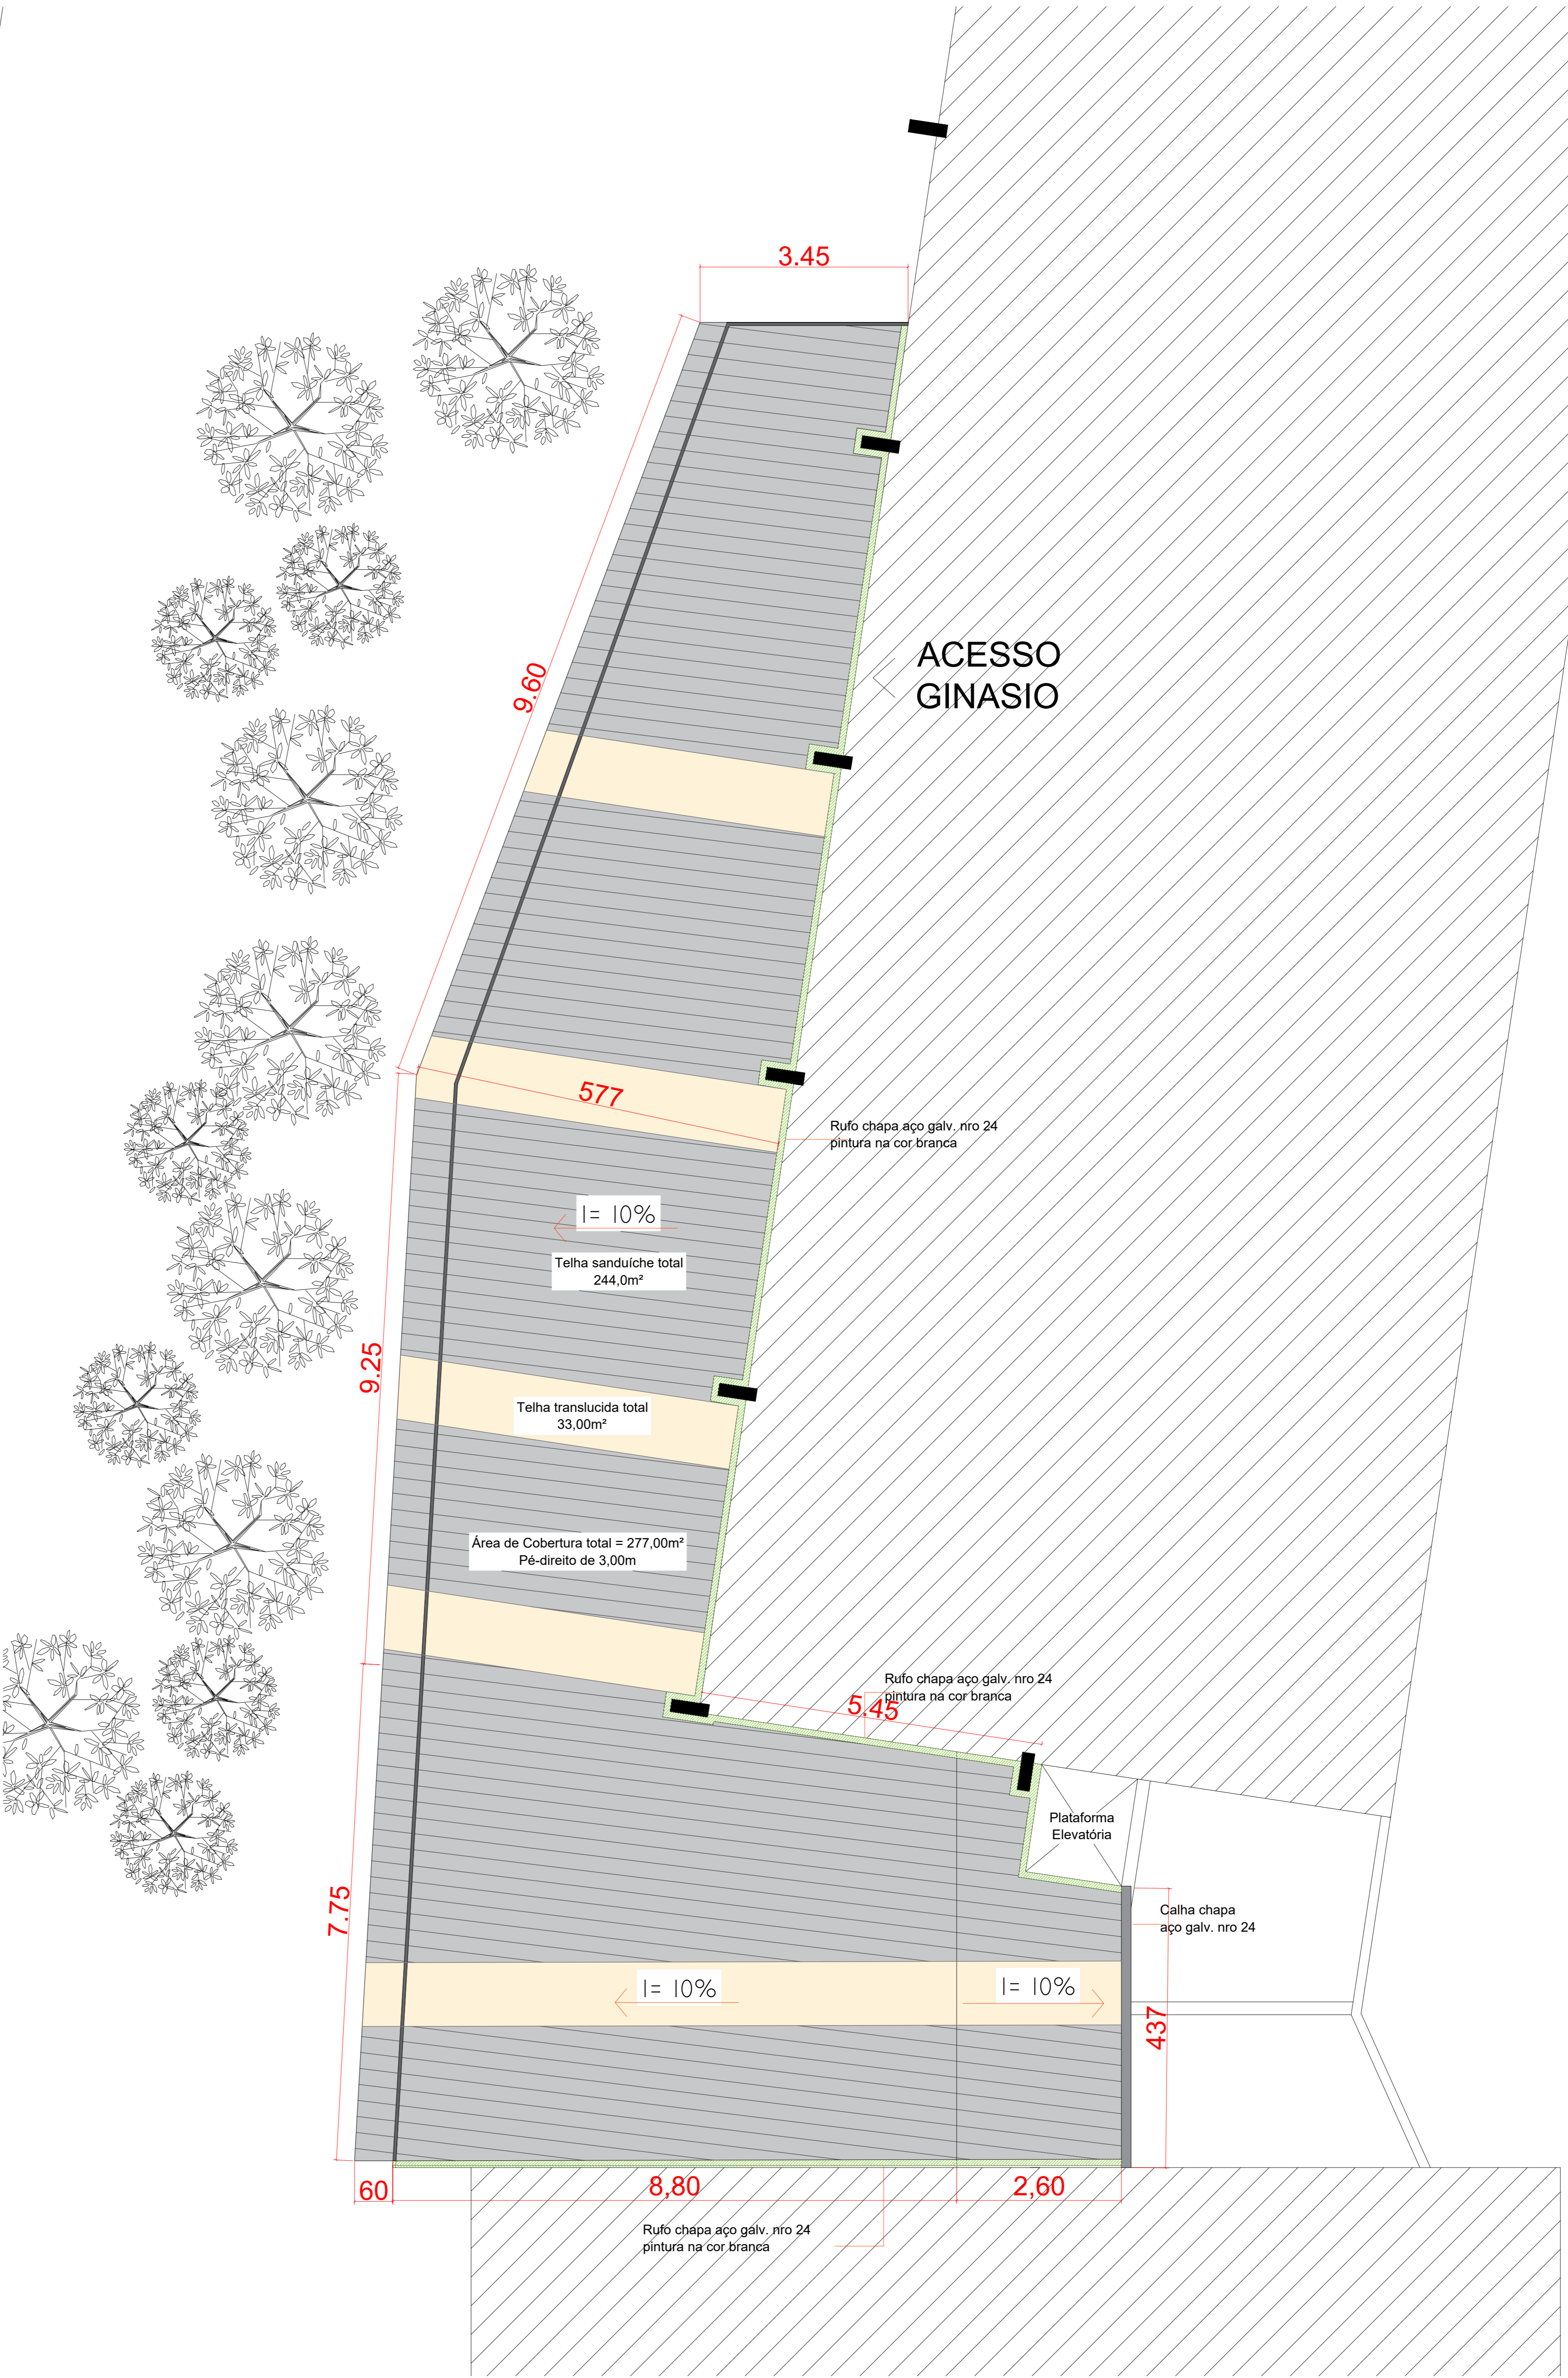 3.45
ACESSO
GINASIO
9.60
577
Rufo chapa aço galv. nro 24
pintura na cor branca
I= 10%
Telha sanduíche total
244,0m²
9.25
Telha translucida total
33,00m²
Área de Cobertura total = 277,00m²
Pé-direito de 3,00m
Rufo chapa aço galv. nro 24
pintura na cor branca
5.45
Plataforma
Elevatória
7.75
Calha chapa
aço galv. nro 24
I= 10%
I= 10%
437
60
8,80
2,60
Rufo chapa aço galv. nro 24
pintura na cor branca